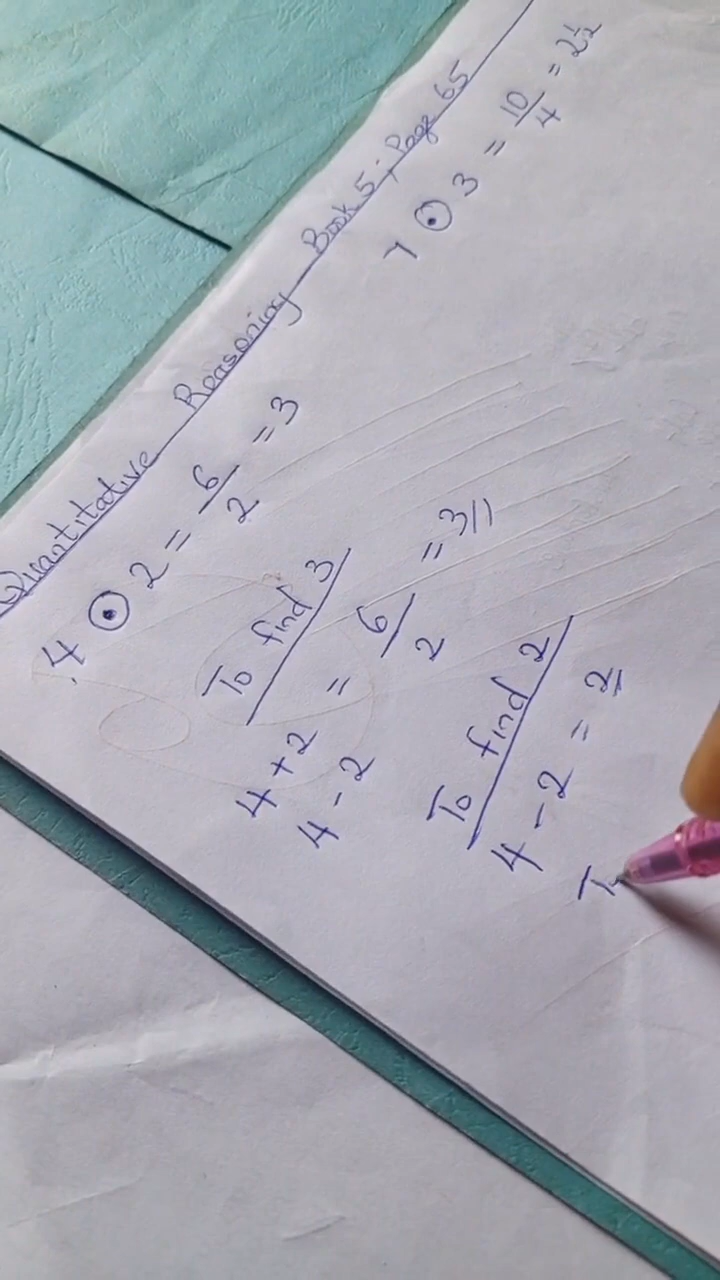 Quantitative Reasoning Book 5; Page 65
4 ⊙ 2 = 6/2 = 3
7 ⊙ 3 = 10/4 = 2½
To find 3
4 + 2
4 - 2
= 6/2 = 3//
To find 2
4 - 2 = 2